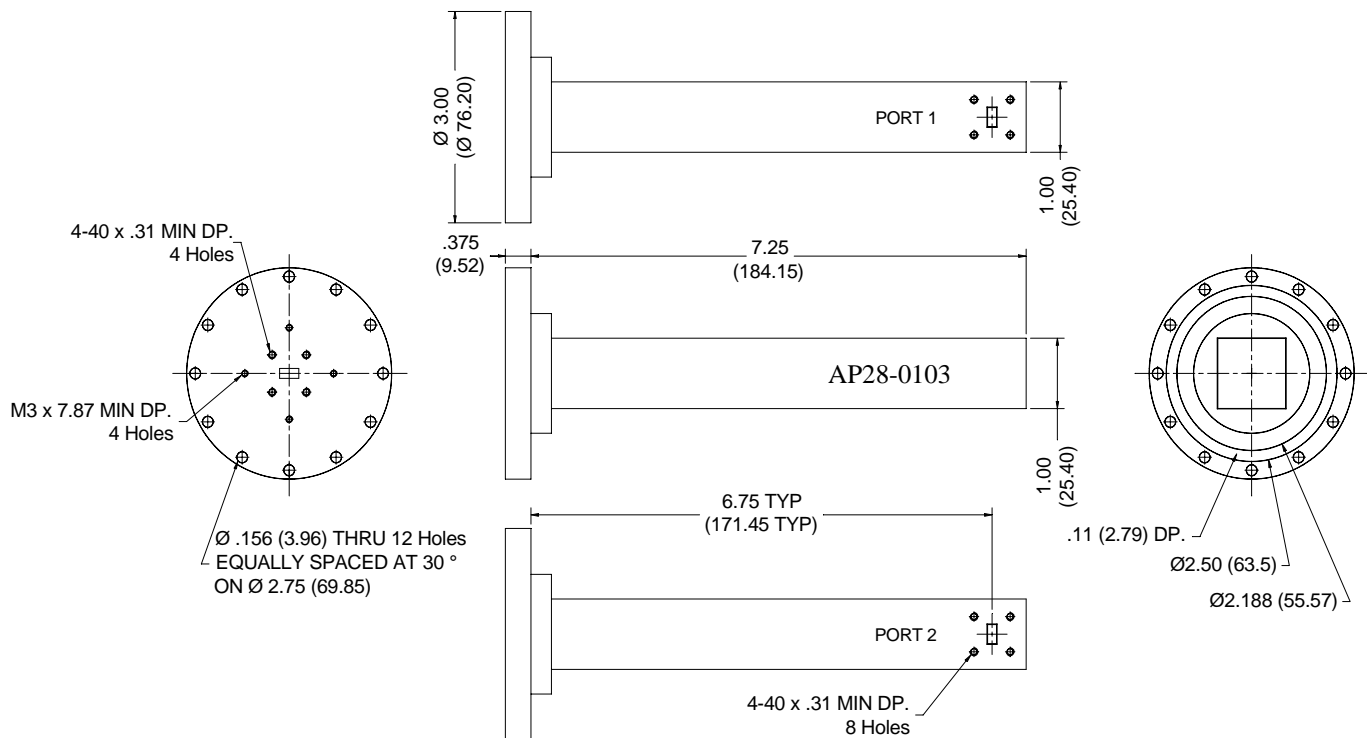 Ø 3.00
(Ø 76.20)
PORT 1
1.00
(25.40)
4-40 x .31 MIN DP.
4 Holes
.375
(9.52)
7.25
(184.15)
AP28-0103
M3 x 7.87 MIN DP.
4 Holes
1.00
(25.40)
6.75 TYP
(171.45 TYP)
Ø .156 (3.96) THRU 12 Holes
EQUALLY SPACED AT 30 °
ON Ø 2.75 (69.85)
.11 (2.79) DP.
Ø2.50 (63.5)
Ø2.188 (55.57)
PORT 2
4-40 x .31 MIN DP.
8 Holes